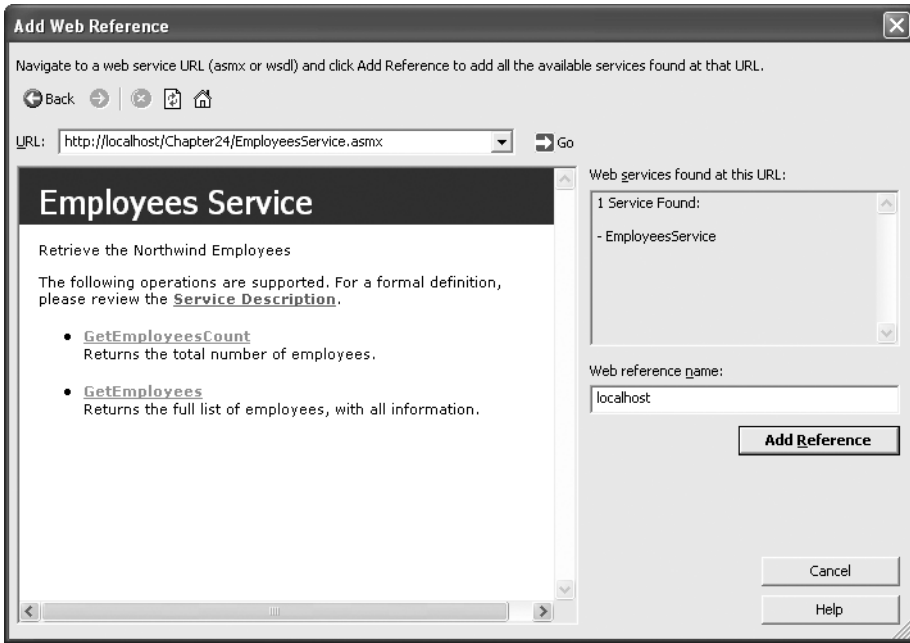 Add Web Reference
Navigate to a web service URL (asmx or wsdl) and click Add Reference to add all the available services found at that URL.
Back
URL: http://localhost/Chapter24/EmployeesService.asmx Go
Employees Service
Retrieve the Northwind Employees
The following operations are supported. For a formal definition,
please review the Service Description.
• GetEmployeesCount
Returns the total number of employees.
• GetEmployees
Returns the full list of employees, with all information.
Web services found at this URL:
1 Service Found:
- EmployeesService
Web reference name:
localhost
Add Reference
Cancel
Help